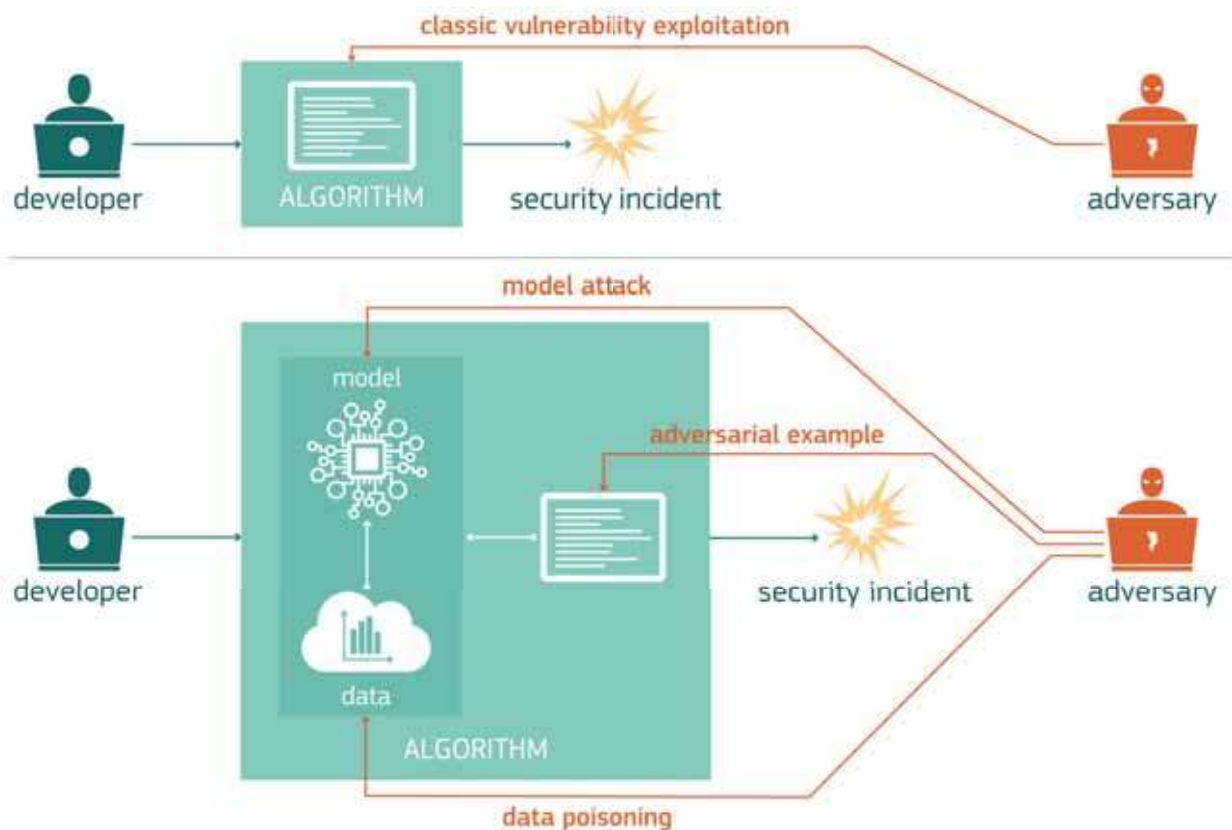 classic vulnerability exploitation
developer
ALGORITHM
security incident
adversary
model attack
model
adversarial example
developer
security incident
adversary
data
ALGORITHM
data poisoning